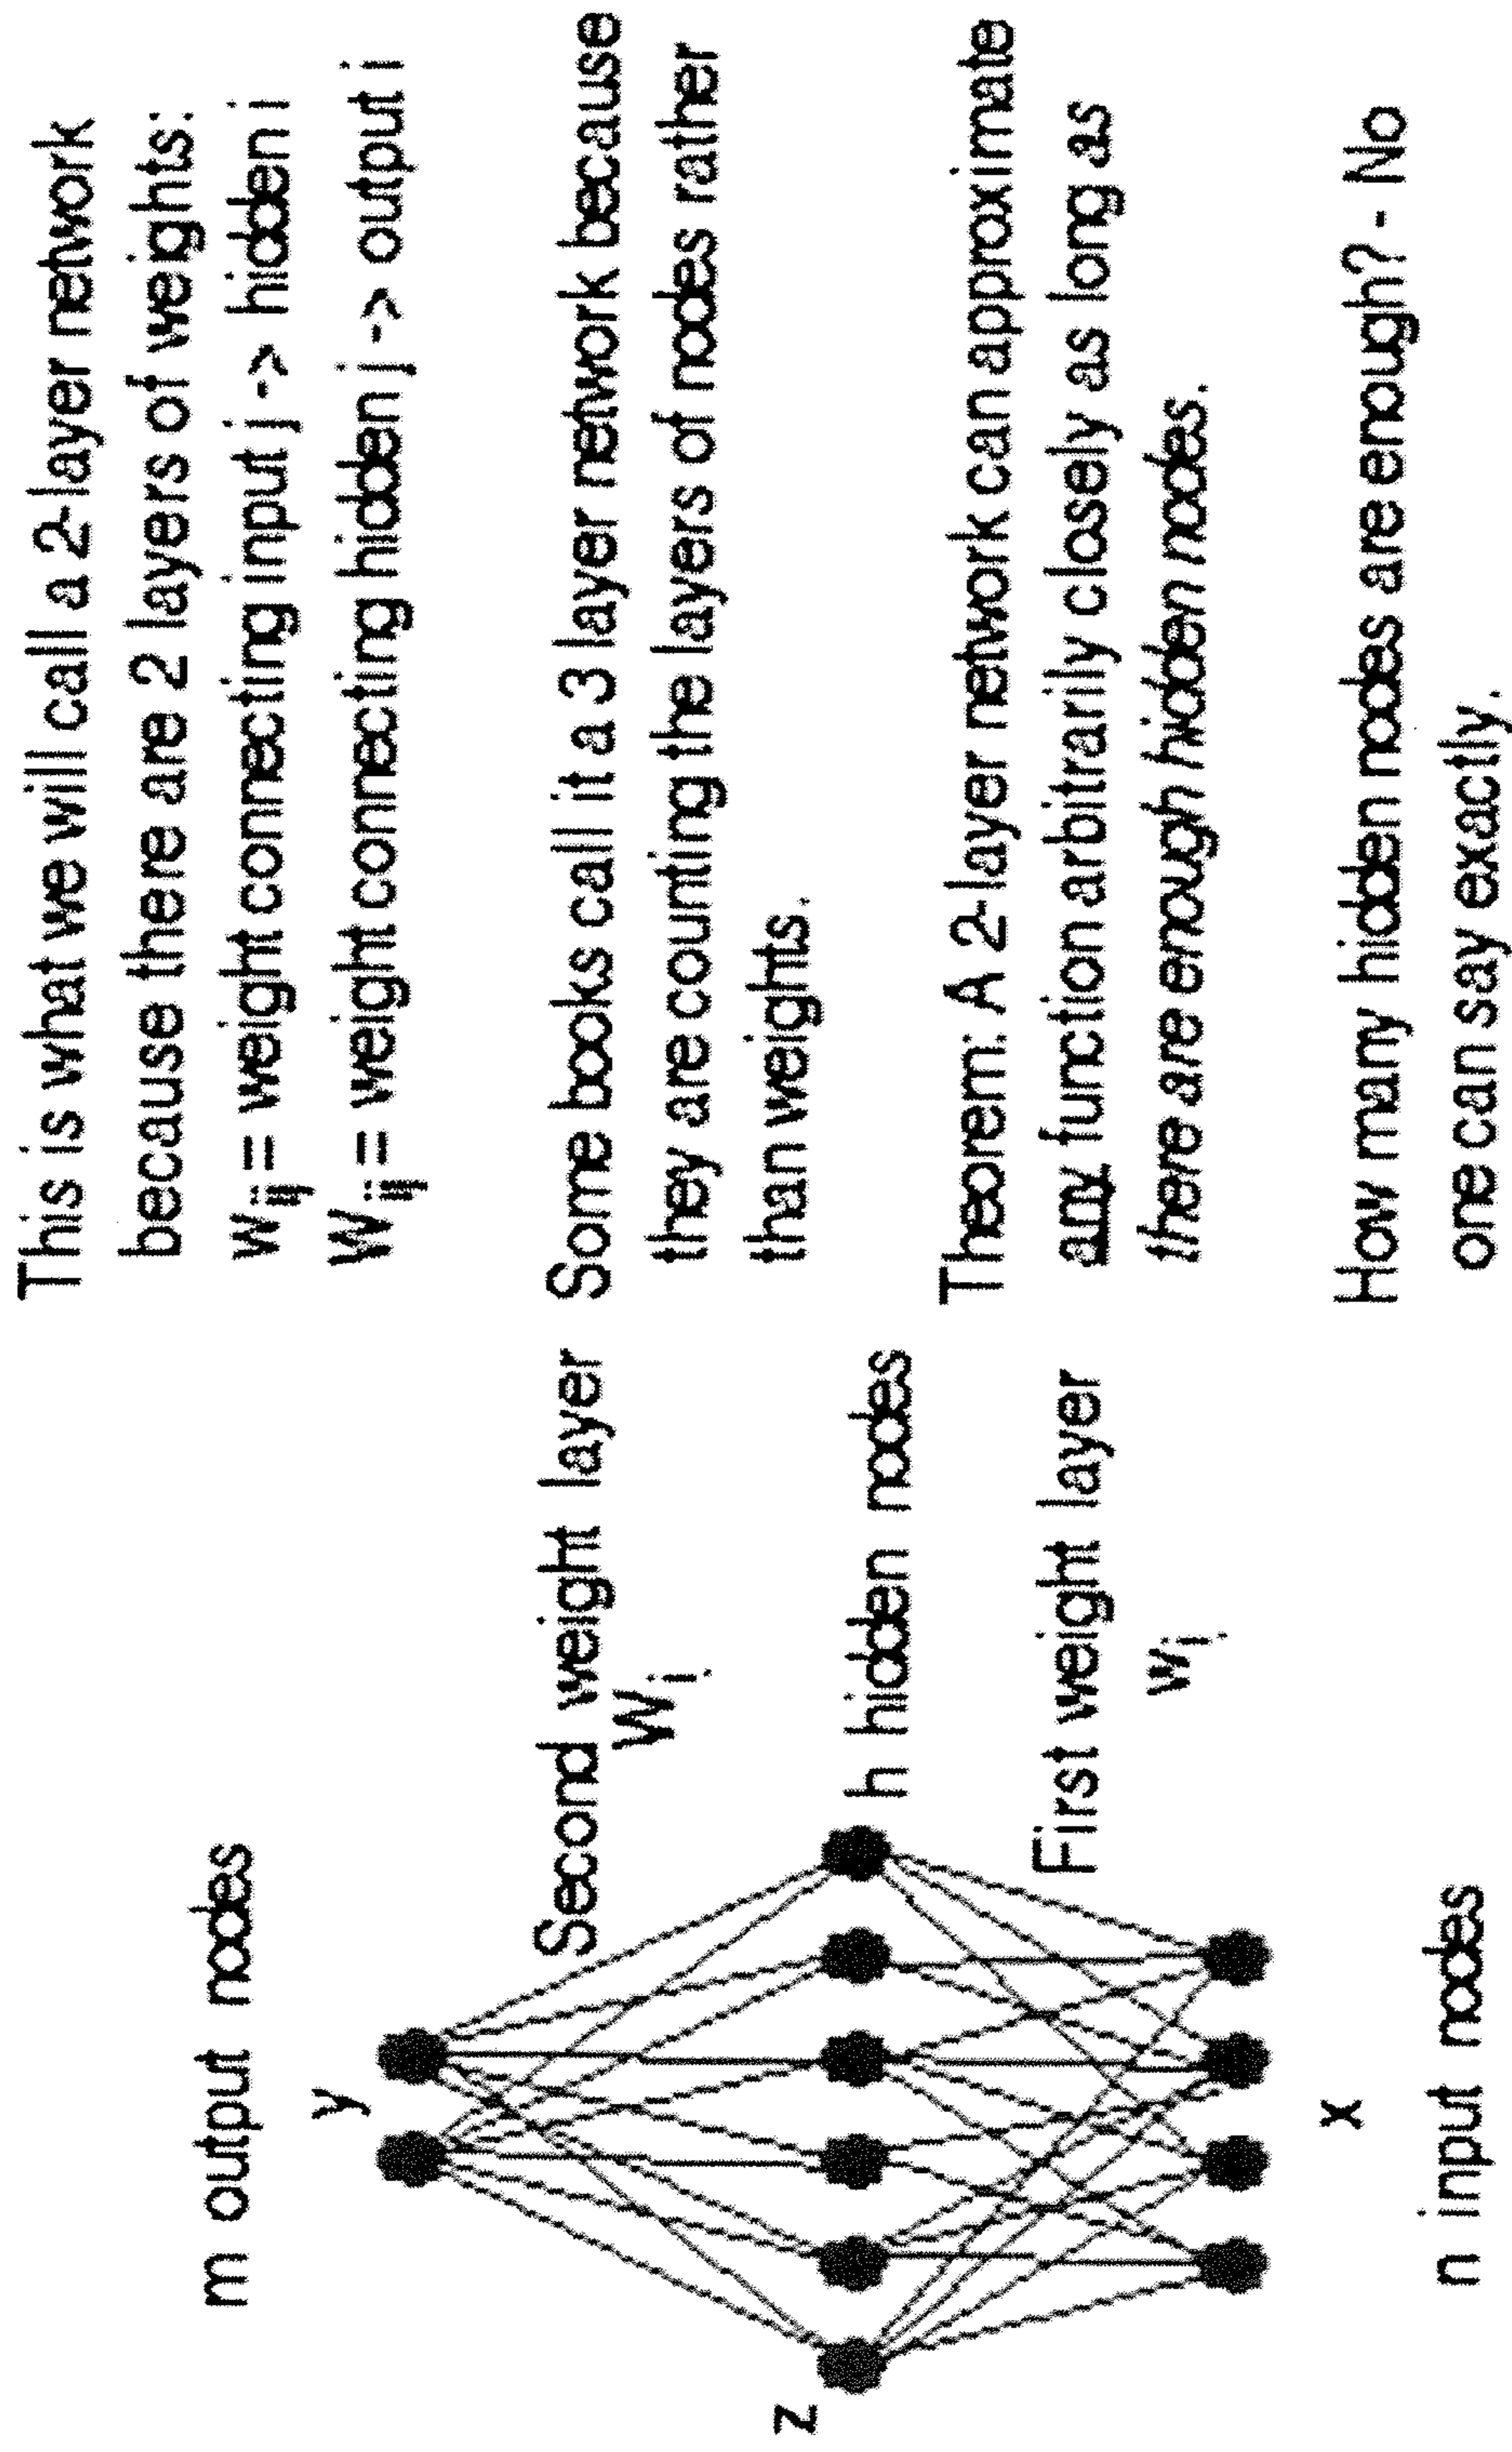 m output nodes
y
Second weight layer
W i.
z
h hidden nodes
First weight layer
w i.
x
n input nodes
This is what we will call a 2-layer network
because there are 2 layers of weights:
w ij = weight connecting input j -> hidden i
W ij = weight connecting hidden j -> output i
Some books call it a 3 layer network because
they are counting the layers of nodes rather
than weights.
Theorem: A 2-layer network can approximate
any function arbitrarily closely as long as
there are enough hidden nodes.
How many hidden nodes are enough? - No
one can say exactly.